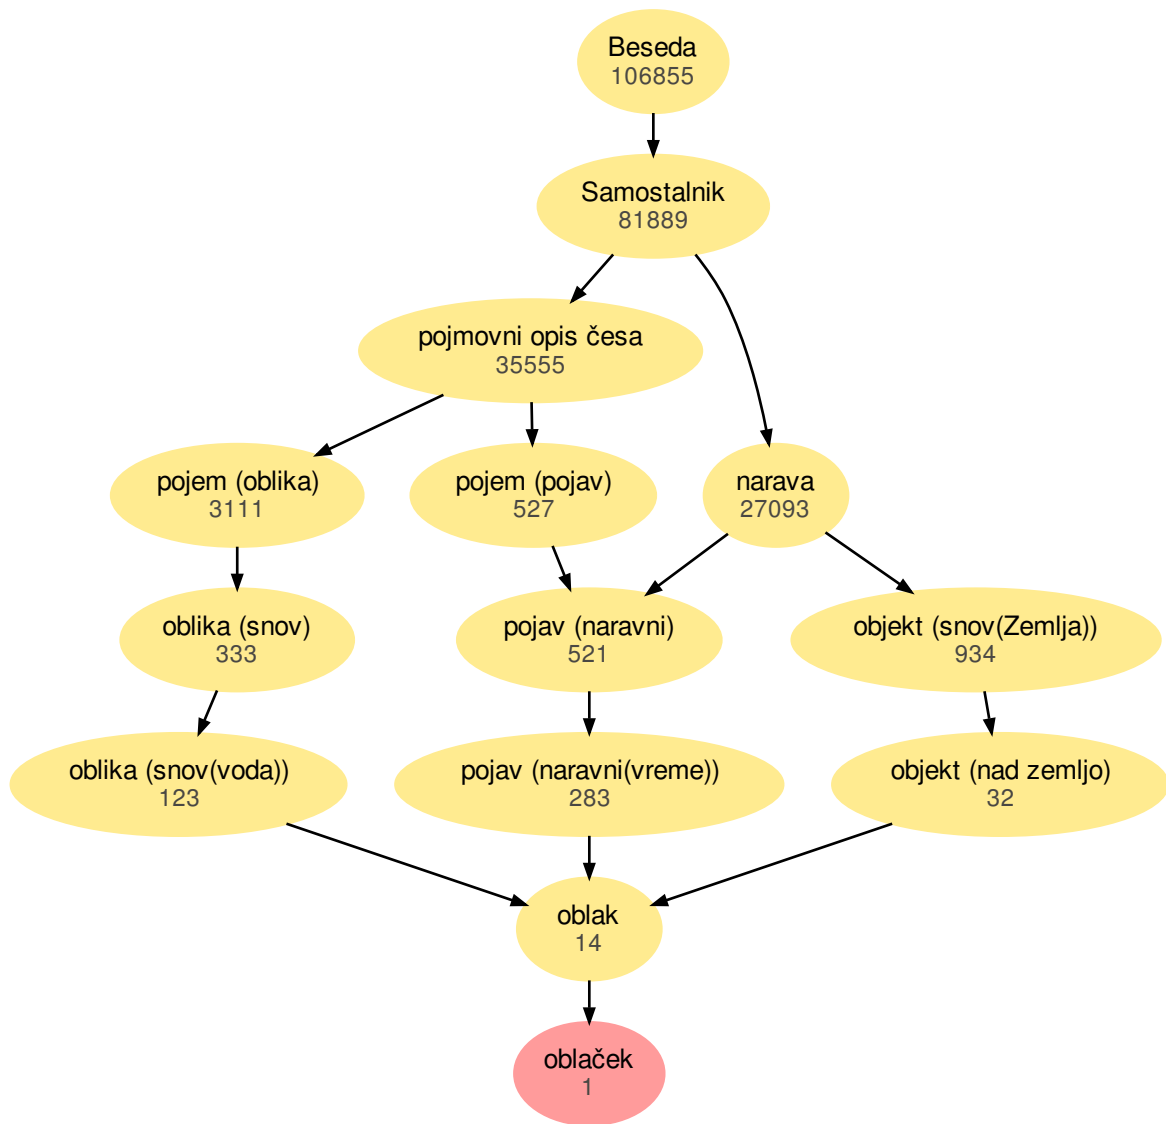 Beseda
106855
Samostalnik
81889
pojmovni opis česa
35555
pojem (oblika)
3111
pojem (pojav)
527
narava
27093
oblika (snov)
333
pojav (naravni)
521
objekt (snov(Zemlja))
934
oblika (snov(voda))
123
pojav (naravni(vreme))
283
objekt (nad zemljo)
32
oblak
14
oblaček
1